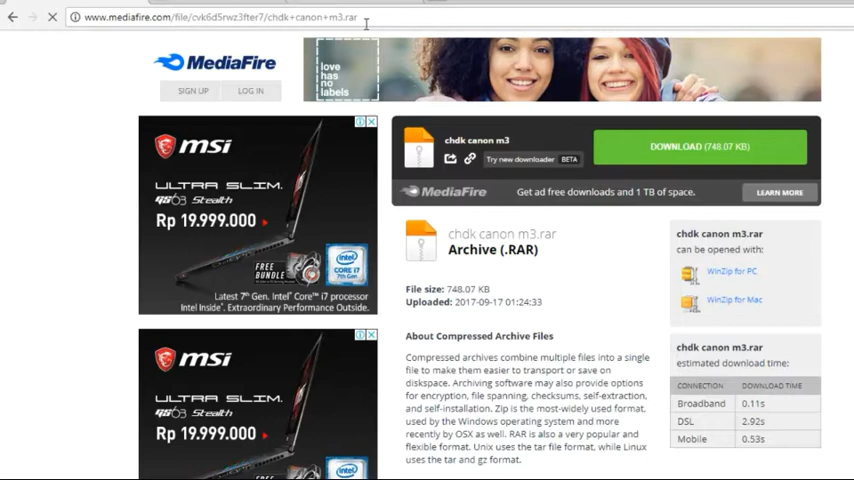 www.mediafire.com/file/cvk6d5rwz3fter7/chdk+canon+m3.rar
MediaFire
SIGN UP
LOG IN
love
has
no
labels
msi
ULTRA SLIM.
GS63 Stealth
Rp 19.999.000
FREE
BUNDLE
intel
inside
CORE i7
7th Gen
Latest 7th Gen. Intel® Core™ i7 processor
Intel Inside®. Extraordinary Performance Outside.
msi
ULTRA SLIM.
GS63 Stealth
Rp 19.999.000
FREE
BUNDLE
intel
chdk canon m3
Try new downloader BETA
DOWNLOAD (748.07 KB)
MediaFire
Get ad free downloads and 1 TB of space.
LEARN MORE
chdk canon m3.rar
Archive (.RAR)
File size: 748.07 KB
Uploaded: 2017-09-17 01:24:33
About Compressed Archive Files
Compressed archives combine multiple files into a single
file to make them easier to transport or save on
diskspace. Archiving software may also provide options
for encryption, file spanning, checksums, self-extraction,
and self-installation. Zip is the most-widely used format,
used by the Windows operating system and more
recently by OSX as well. RAR is also a very popular and
flexible format. Unix uses the tar file format, while Linux
uses the tar and gz format.
chdk canon m3.rar
can be opened with:
WinZip for PC
WinZip for Mac
chdk canon m3.rar
estimated download time:
CONNECTION DOWNLOAD TIME
Broadband 0.11s
DSL 2.92s
Mobile 0.53s